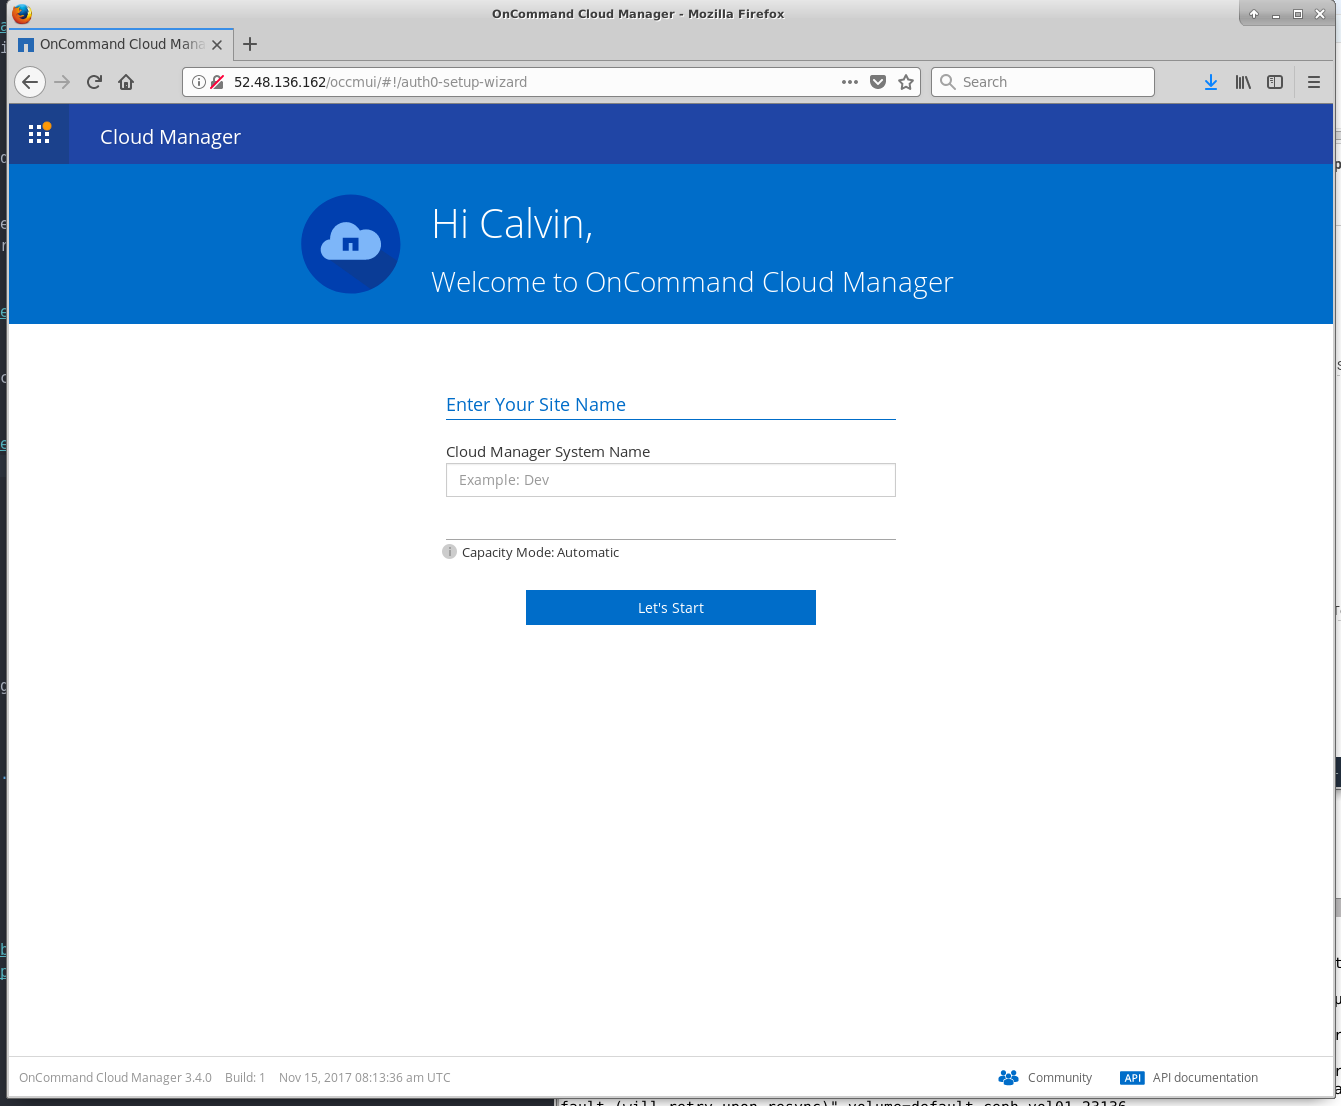 OnCommand Cloud Manager - Mozilla Firefox
OnCommand Cloud Mana
52.48.136.162/occmui/#!/auth0-setup-wizard
Search
Cloud Manager
Hi Calvin,
Welcome to OnCommand Cloud Manager
Enter Your Site Name
Cloud Manager System Name
Example: Dev
Capacity Mode: Automatic
Let's Start
OnCommand Cloud Manager 3.4.0 Build: 1 Nov 15, 2017 08:13:36 am UTC
Community
API API documentation